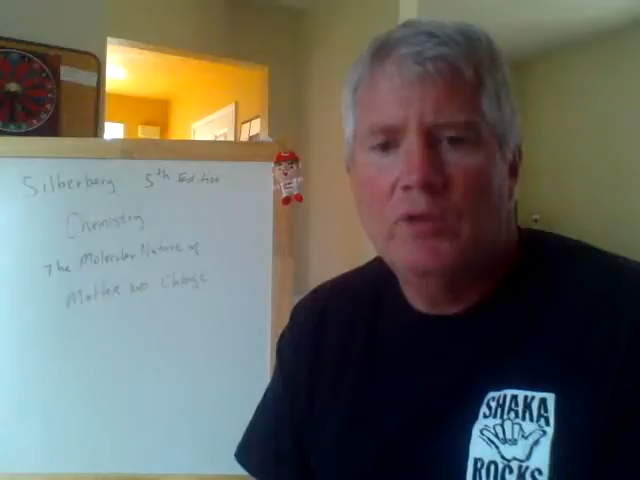 Silberberg 5th Edition
Chemistry
The Molecular Nature of
Matter and Change
SHAKA
ROCKS